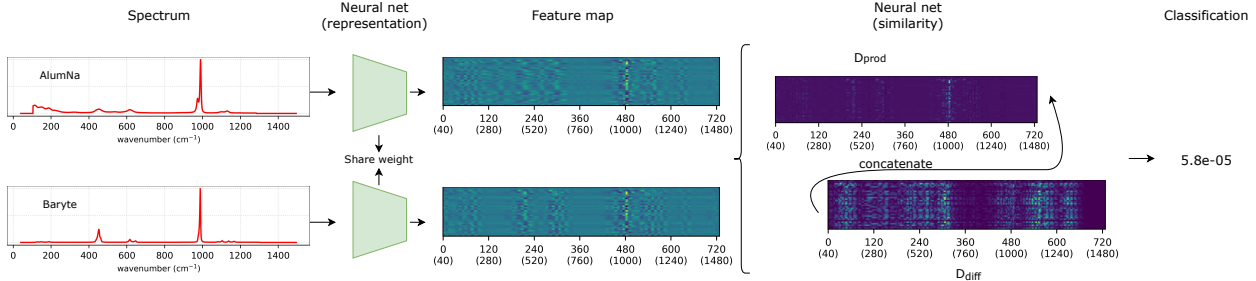 Spectrum
Neural net
(representation)
Feature map
Neural net
(similarity)
Classification
AlumNa
0 200 400 600 800 1000 1200 1400
wavenumber (cm⁻¹)
0 120 240 360 480 600 720
(40) (280) (520) (760) (1000) (1240) (1480)
Dprod
0 120 240 360 480 600 720
(40) (280) (520) (760) (1000) (1240) (1480)
Share weight
concatenate
5.8e-05
Baryte
0 200 400 600 800 1000 1200 1400
wavenumber (cm⁻¹)
0 120 240 360 480 600 720
(40) (280) (520) (760) (1000) (1240) (1480)
0 120 240 360 480 600 720
(40) (280) (520) (760) (1000) (1240) (1480)
Ddiff